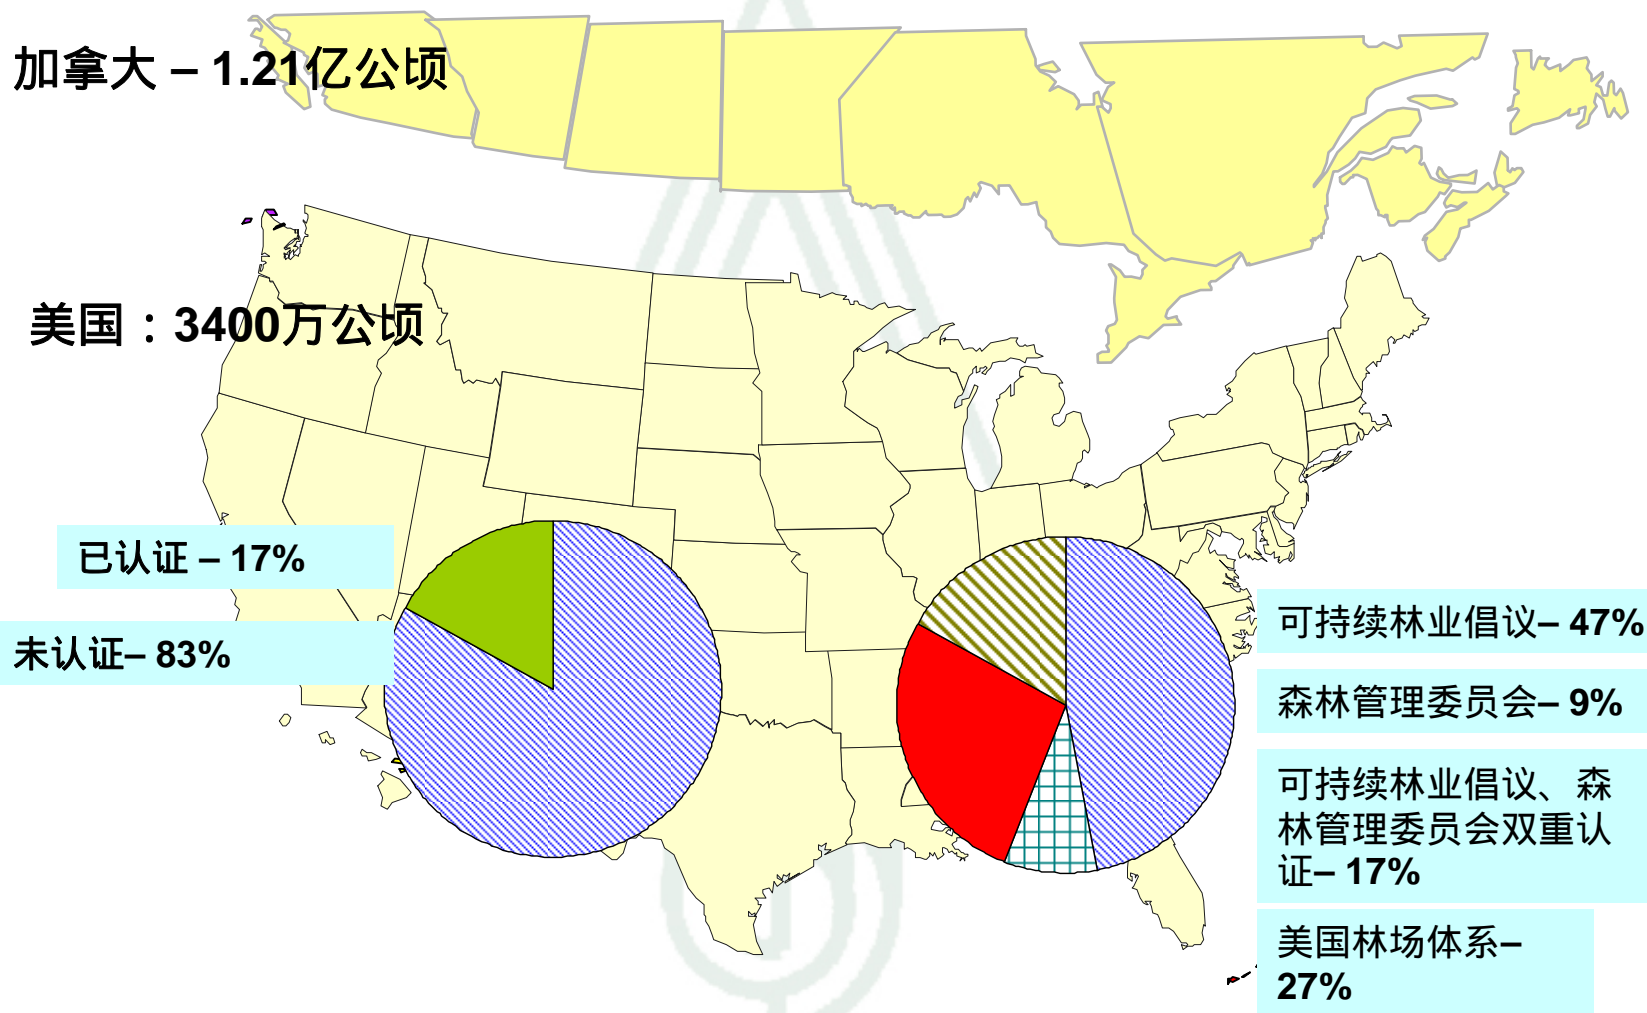 加拿大 – 1.21亿公顷
美国：3400万公顷
已认证 – 17%
未认证– 83%
可持续林业倡议– 47%
森林管理委员会– 9%
可持续林业倡议、森
林管理委员会双重认
证– 17%
美国林场体系–
27%